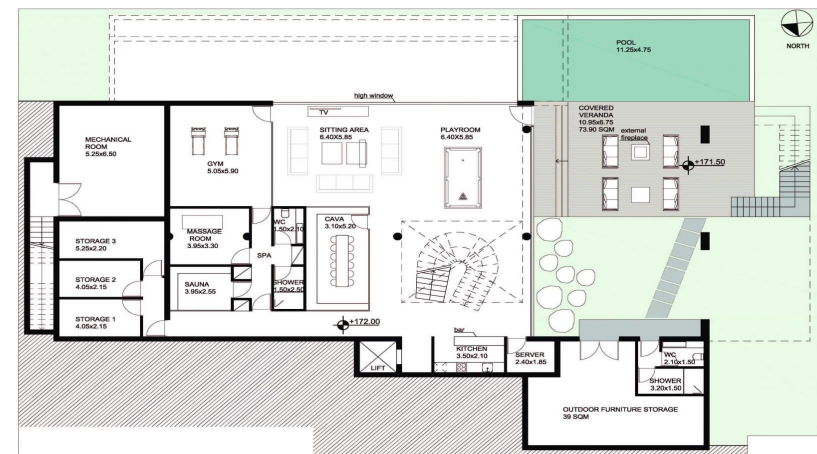 NORTH
POOL
11.25x4.75
high window
TV
SITTING AREA
6.40X5.85
PLAYROOM
6.40X5.85
COVERED
VERANDA
10.95x6.75
73.90 SQM
external
fireplace
+171.50
MECHANICAL
ROOM
5.25x6.50
GYM
5.05x5.90
WC
1.50x2.10
CAVA
3.10x5.20
MASSAGE
ROOM
3.95x3.30
SPA
STORAGE 3
5.25x2.20
STORAGE 2
4.05x2.15
SAUNA
3.95x2.55
SHOWER
1.50x2.50
STORAGE 1
4.05x2.15
+172.00
bar
KITCHEN
3.50x2.10
SERVER
2.40x1.85
LIFT
WC
2.10x1.50
SHOWER
3.20x1.50
OUTDOOR FURNITURE STORAGE
39 SQM